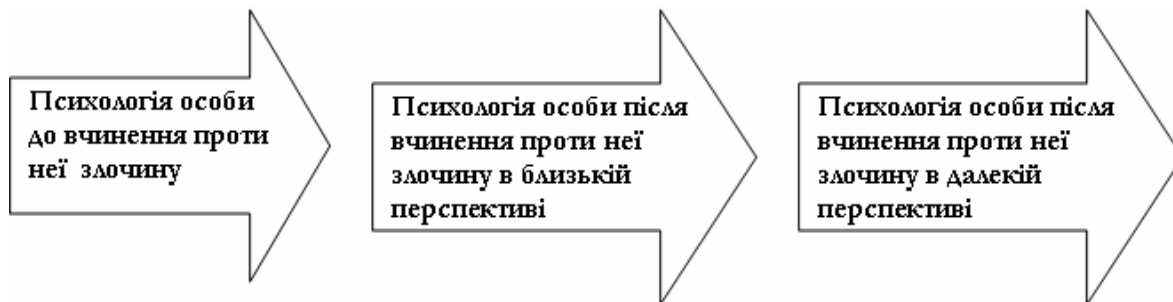 Психологія особи
до вчинення проти
неї злочину
Психологія особи після
вчинення проти неї
злочину в близькій
перспективі
Психологія особи після
вчинення проти неї
злочину в далекій
перспективі